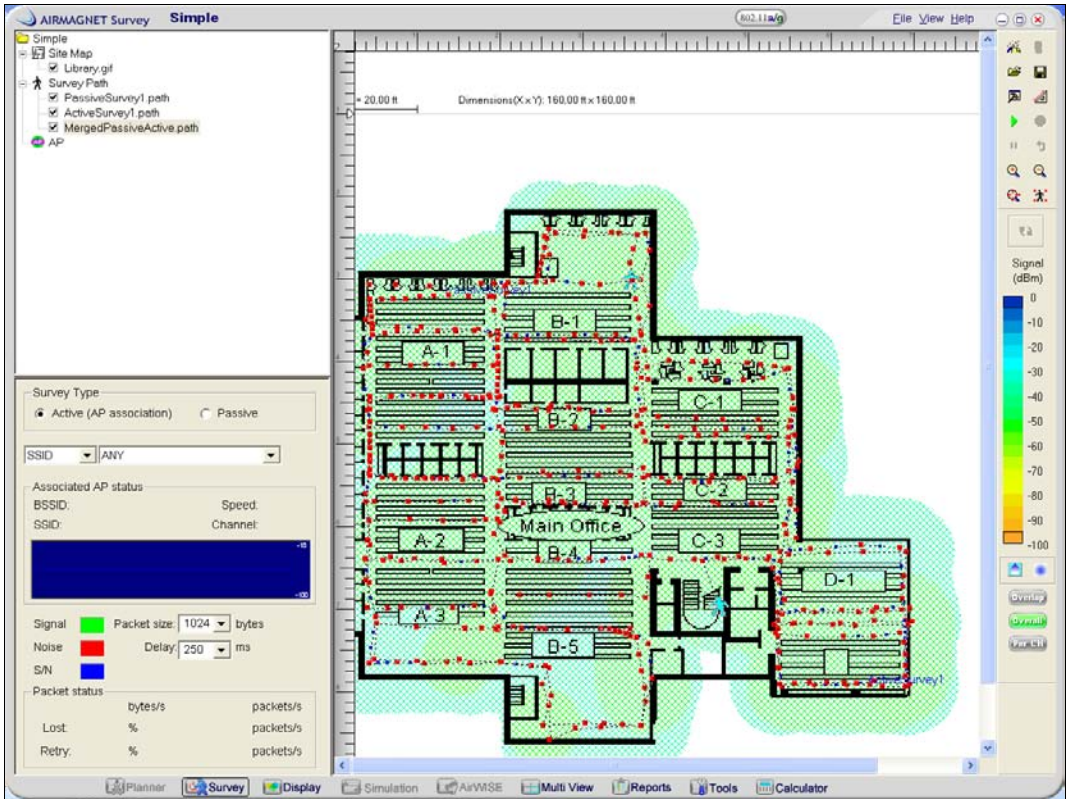 AIRMAGNET Survey Simple
802.11a/g
File View Help
Simple
Site Map
Library.gif
Survey Path
PassiveSurvey1.path
ActiveSurvey1.path
MergedPassiveActive.path
AP
= 20.00 ft Dimensions(X x Y): 160.00 ft x 160.00 ft
B-1
A-1
C-1
B-2
B-3
C-2
Main Office
A-2
B-4
C-3
D-1
A-3
B-5
ActiveSurvey1
Signal
(dBm)
0
-10
-20
-30
-40
-50
-60
-70
-80
-90
-100
Overlap
Overall
Per CH
Survey Type
Active (AP association) Passive
SSID ANY
Associated AP status
BSSID: Speed:
SSID: Channel:
-100
Signal Packet size: 1024 bytes
Noise Delay: 250 ms
S/N
Packet status
bytes/s packets/s
Lost: % packets/s
Retry: % packets/s
Planner Survey Display Simulation AirWISE Multi View Reports Tools Calculator